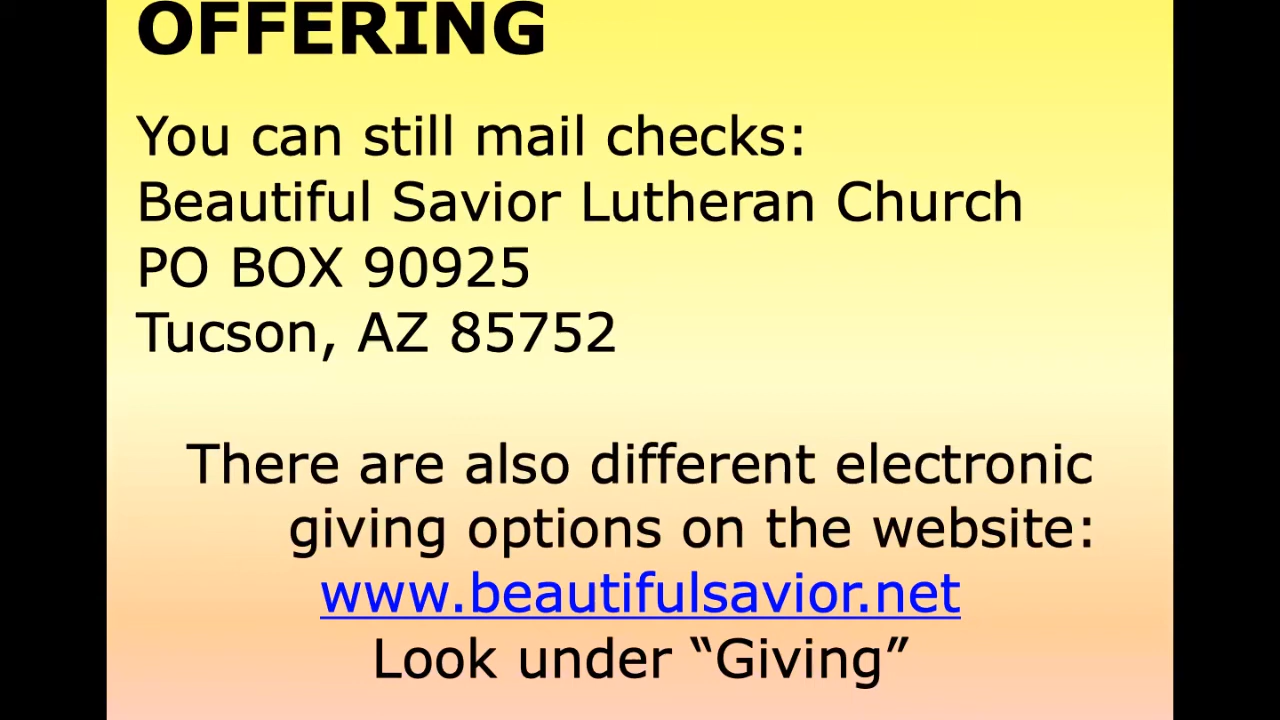 OFFERING
You can still mail checks:
Beautiful Savior Lutheran Church
PO BOX 90925
Tucson, AZ 85752
There are also different electronic
giving options on the website:
www.beautifulsavior.net
Look under “Giving”